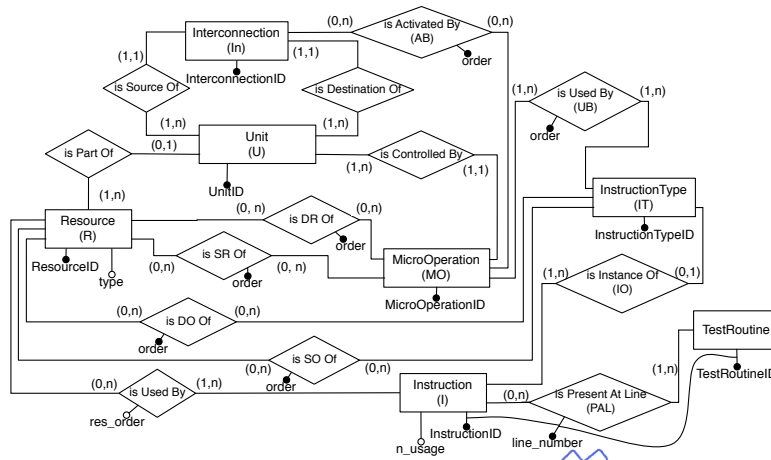 Interconnection
(In)
(0,n)
is Activated By
(AB)
(0,n)
(1,1)
(1,1)
InterconnectionID
order
is Source Of
is Destination Of
(1,n)
is Used By
(UB)
(1,n)
order
(1,n)
(1,n)
Unit
(U)
is Part Of
(0,1)
(1,n)
is Controlled By
(1,1)
UnitID
(1,n)
Resource
(R)
(0, n)
is DR Of
(0,n)
InstructionType
(IT)
order
InstructionTypeID
ResourceID
type
(0,n)
is SR Of
(0, n)
order
MicroOperation
(MO)
MicroOperationID
(1,n)
is Instance Of
(IO)
(0,1)
(0,n)
is DO Of
(0,n)
order
TestRoutine
TestRoutineID
(0,n)
is SO Of
(0,n)
order
(1,n)
(0,n)
is Used By
(1,n)
res_order
Instruction
(I)
(0,n)
is Present At Line
(PAL)
n_usage
InstructionID
line_number